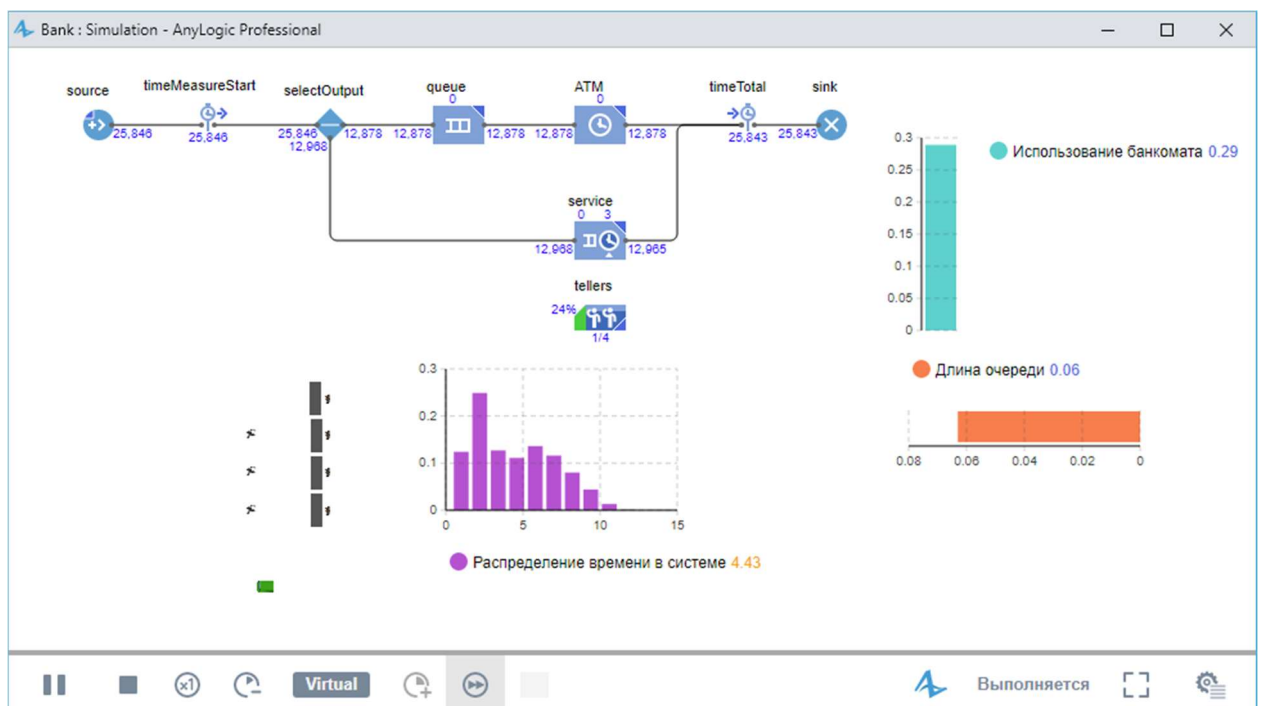 Bank : Simulation - AnyLogic Professional
source
timeMeasureStart
selectOutput
queue
ATM
timeTotal
sink
0
0
25,846
25,846
25,846
12,878
12,968
12,878
12,878
12,878
12,878
25,843
25,843
service
0 3
12,968
12,965
tellers
24%
1/4
0.3
0.25
0.2
0.15
0.1
0.05
0
Использование банкомата 0.29
Длина очереди 0.06
0.08 0.06 0.04 0.02 0
0.3
0.2
0.1
0
0 5 10 15
Распределение времени в системе 4.43
x1
Virtual
Выполняется